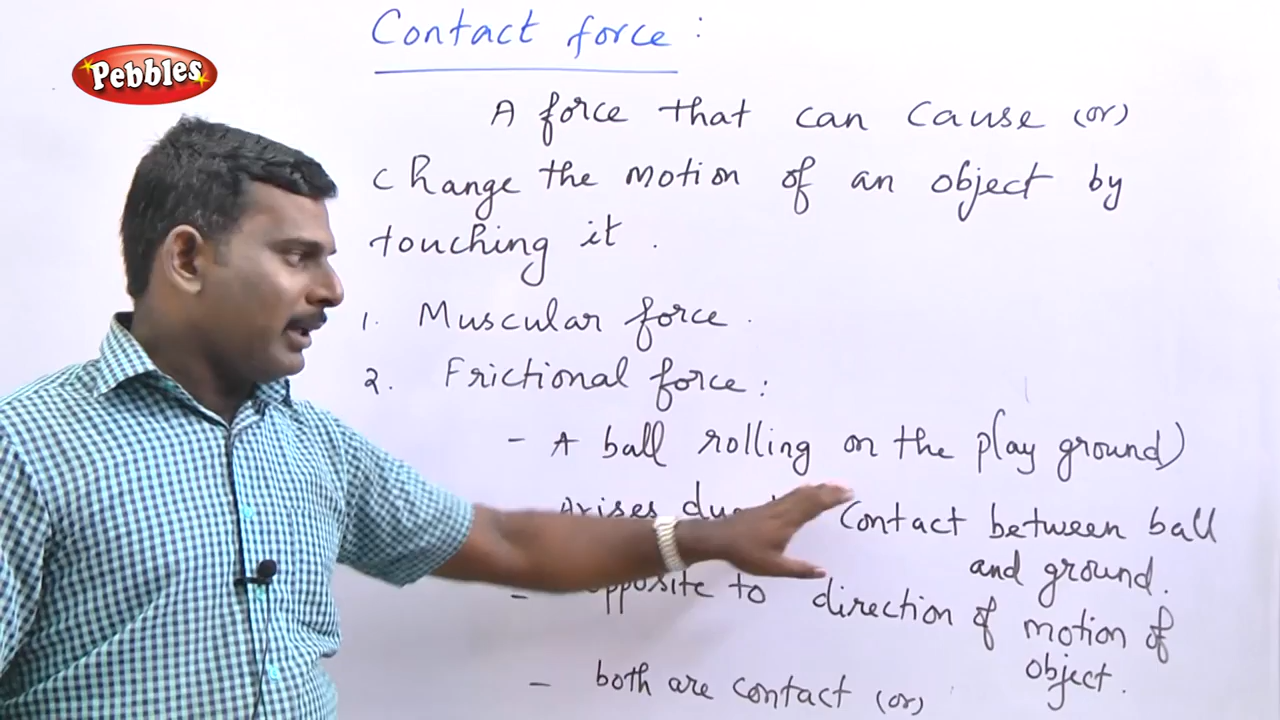 Pebbles
Contact force :
A force that can cause (or)
change the motion of an object by
touching it .
1. Muscular force .
2. Frictional force :
- A ball rolling on the play ground)
Arises due contact between ball
and ground.
- opposite to direction of motion of
object.
- both are contact (or)